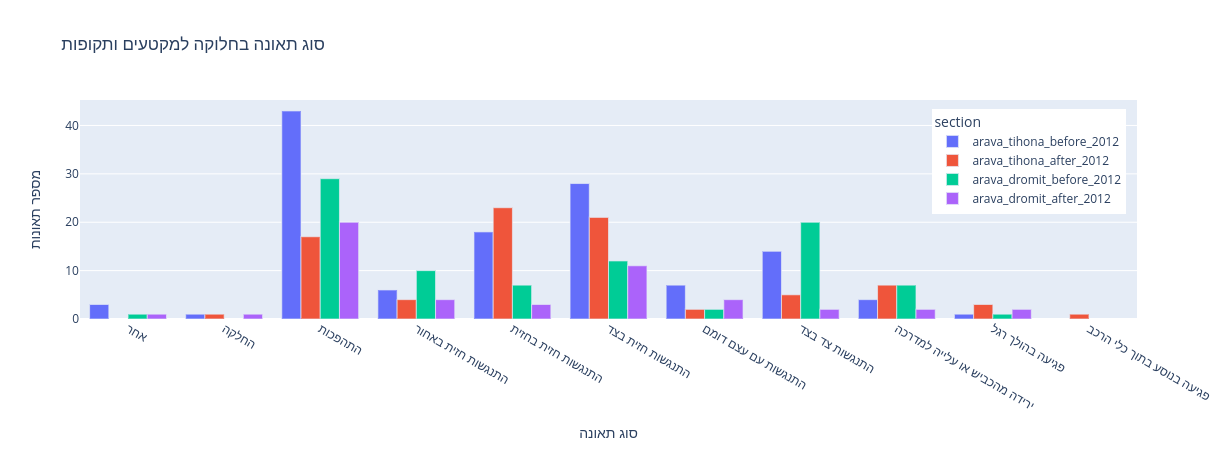 סוג תאונה בחלוקה למקטעים ותקופות
מספר תאונות
40
30
20
10
0
section
arava_tihona_before_2012
arava_tihona_after_2012
arava_dromit_before_2012
arava_dromit_after_2012
אחר
החלקה
התהפכות
התנגשות חזית באחור
התנגשות חזית בחזית
התנגשות חזית בצד
התנגשות עם עצם דומם
התנגשות צד בצד
ירידה מהכביש או עלייה למדרכה
פגיעה בהולך רגל
פגיעה בנוסע בתוך כלי הרכב
סוג תאונה